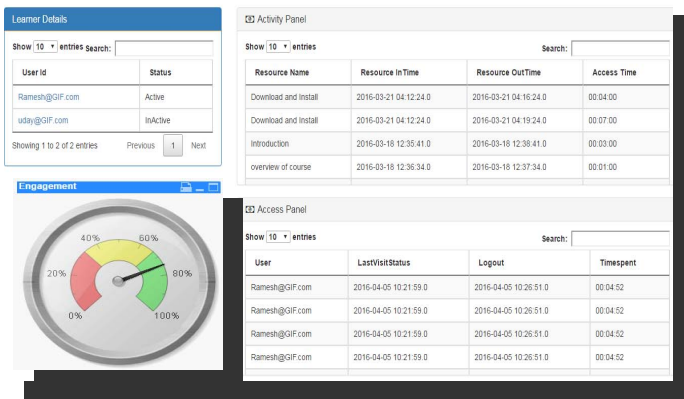 Learner Details
Show 10 entries Search:
User Id Status
Ramesh@GIF.com Active
uday@GIF.com InActive
Showing 1 to 2 of 2 entries Previous 1 Next
Engagement
0%
20%
40%
60%
80%
100%
Activity Panel
Show 10 entries Search:
Resource Name Resource InTime Resource OutTime Access Time
Download and Install 2016-03-21 04:12:24.0 2016-03-21 04:16:24.0 00:04:00
Download and Install 2016-03-21 04:12:24.0 2016-03-21 04:19:24.0 00:07:00
Introduction 2016-03-18 12:35:41.0 2016-03-18 12:38:41.0 00:03:00
overview of course 2016-03-18 12:36:34.0 2016-03-18 12:37:34.0 00:01:00
Access Panel
Show 10 entries Search:
User LastVisitStatus Logout Timespent
Ramesh@GIF.com 2016-04-05 10:21:59.0 2016-04-05 10:26:51.0 00:04:52
Ramesh@GIF.com 2016-04-05 10:21:59.0 2016-04-05 10:26:51.0 00:04:52
Ramesh@GIF.com 2016-04-05 10:21:59.0 2016-04-05 10:26:51.0 00:04:52
Ramesh@GIF.com 2016-04-05 10:21:59.0 2016-04-05 10:26:51.0 00:04:52